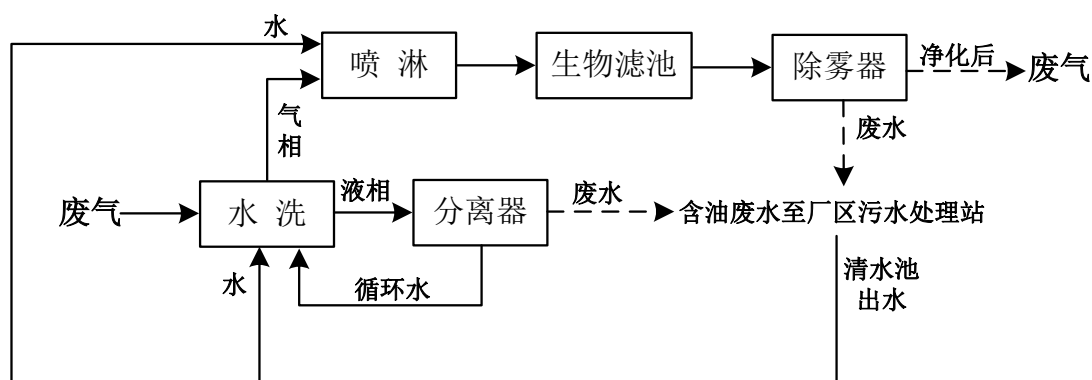 水
喷 淋
生物滤池
除雾器
净化后
废气
气
相
废水
废气
水 洗
液相
分离器
废水
含油废水至厂区污水处理站
水
循环水
清水池
出水